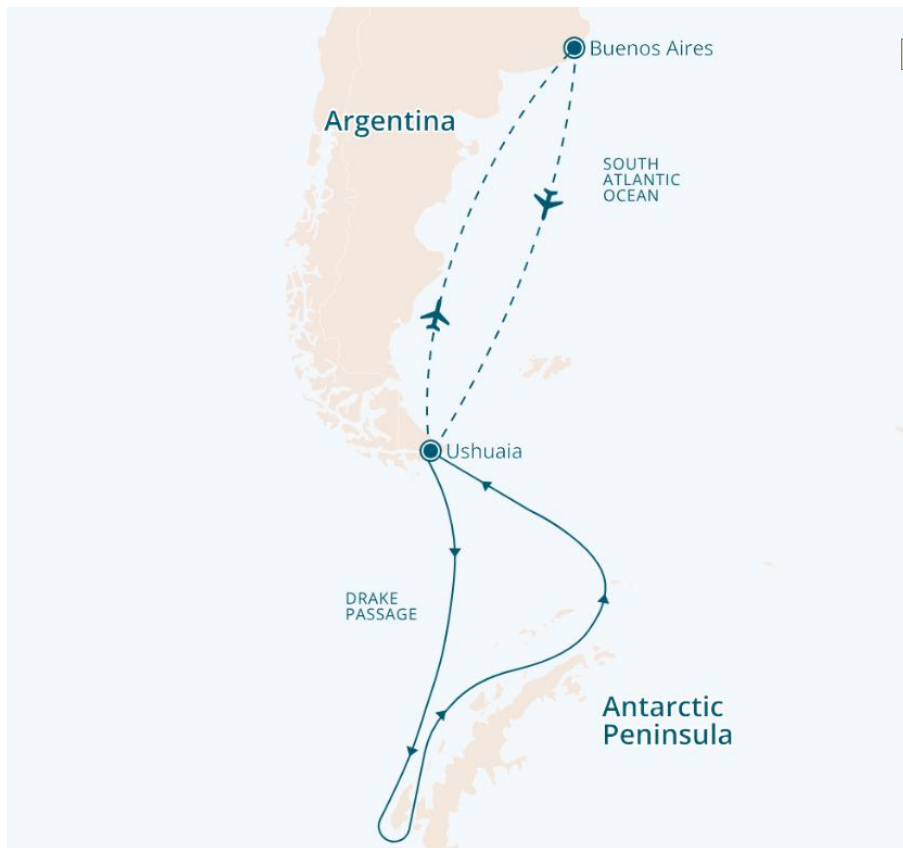 Buenos Aires
Argentina
SOUTH
ATLANTIC
OCEAN
Ushuaia
DRAKE
PASSAGE
Antarctic
Peninsula